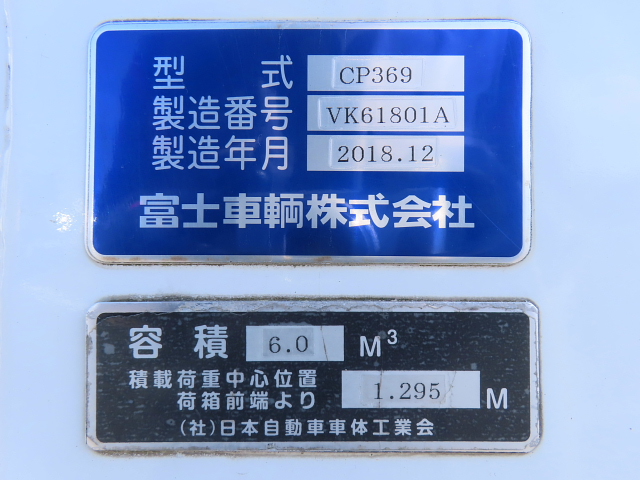 型 式 CP369
製造番号 VK61801A
製造年月 2018.12
富士車輌株式会社
容積 6.0 M³
積載荷重中心位置
荷箱前端より 1.295 M
(社)日本自動車車体工業会